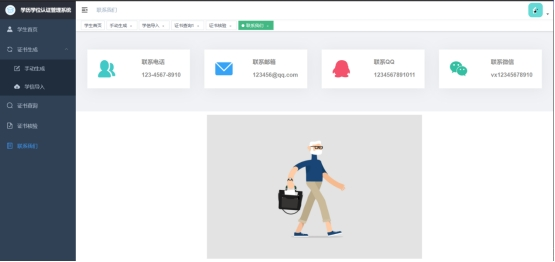 学历学位认证管理系统
联系我们
学生首页
手动生成
学信导入
证书查询
证书核验
联系我们
学生首页
证书生成
手动生成
学信导入
证书查询
证书核验
联系我们
联系电话
123-4567-8910
联系邮箱
123456@qq.com
联系QQ
1234567891011
联系微信
vx12345678910